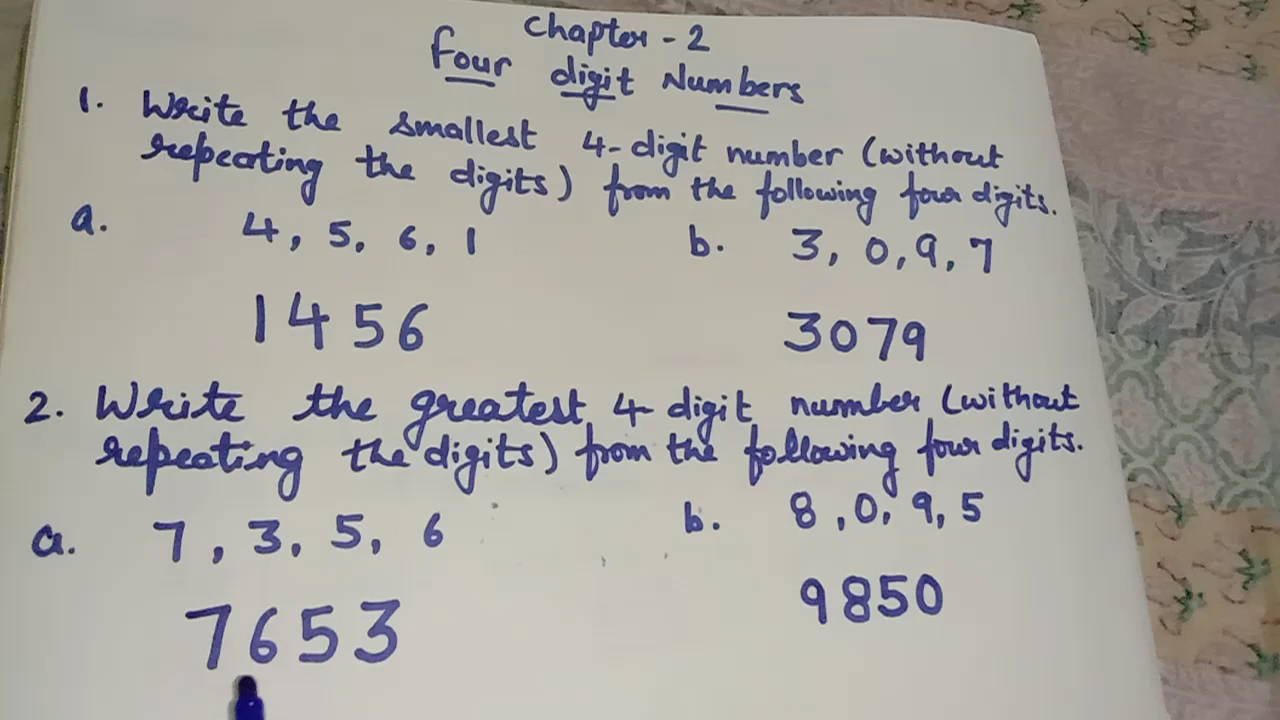 Chapter - 2
Four digit Numbers
1. Write the smallest 4-digit number (without
repeating the digits) from the following four digits.
a. 4, 5, 6, 1 b. 3, 0, 9, 7
1456 3079
2. Write the greatest 4-digit number (without
repeating the digits) from the following four digits.
a. 7, 3, 5, 6 b. 8, 0, 9, 5
7653 9850